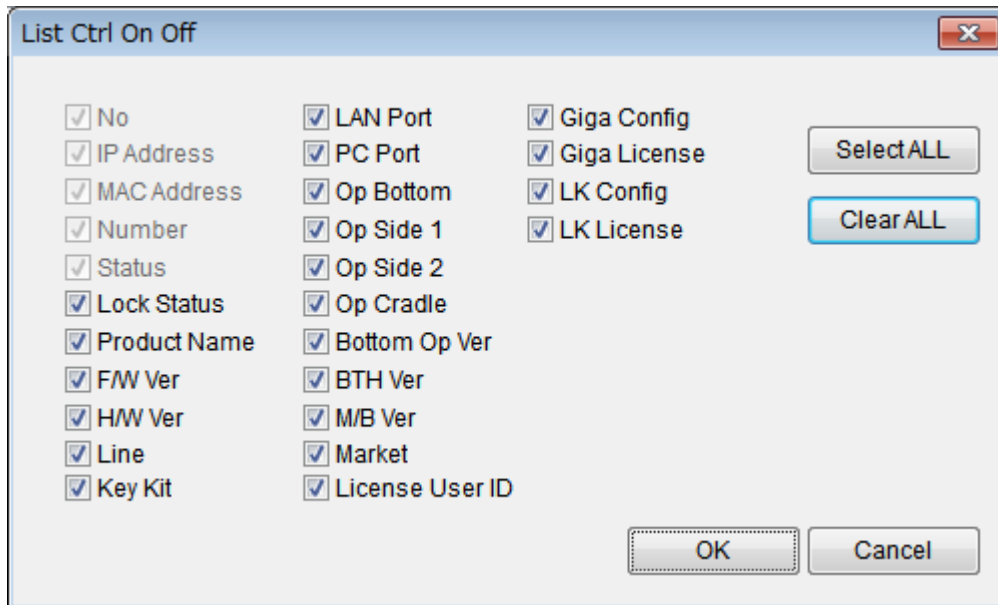 List Ctrl On Off
No
IP Address
MAC Address
Number
Status
Lock Status
Product Name
F/W Ver
H/W Ver
Line
Key Kit
LAN Port
PC Port
Op Bottom
Op Side 1
Op Side 2
Op Cradle
Bottom Op Ver
BTH Ver
M/B Ver
Market
License User ID
Giga Config
Giga License
LK Config
LK License
Select ALL
Clear ALL
OK
Cancel